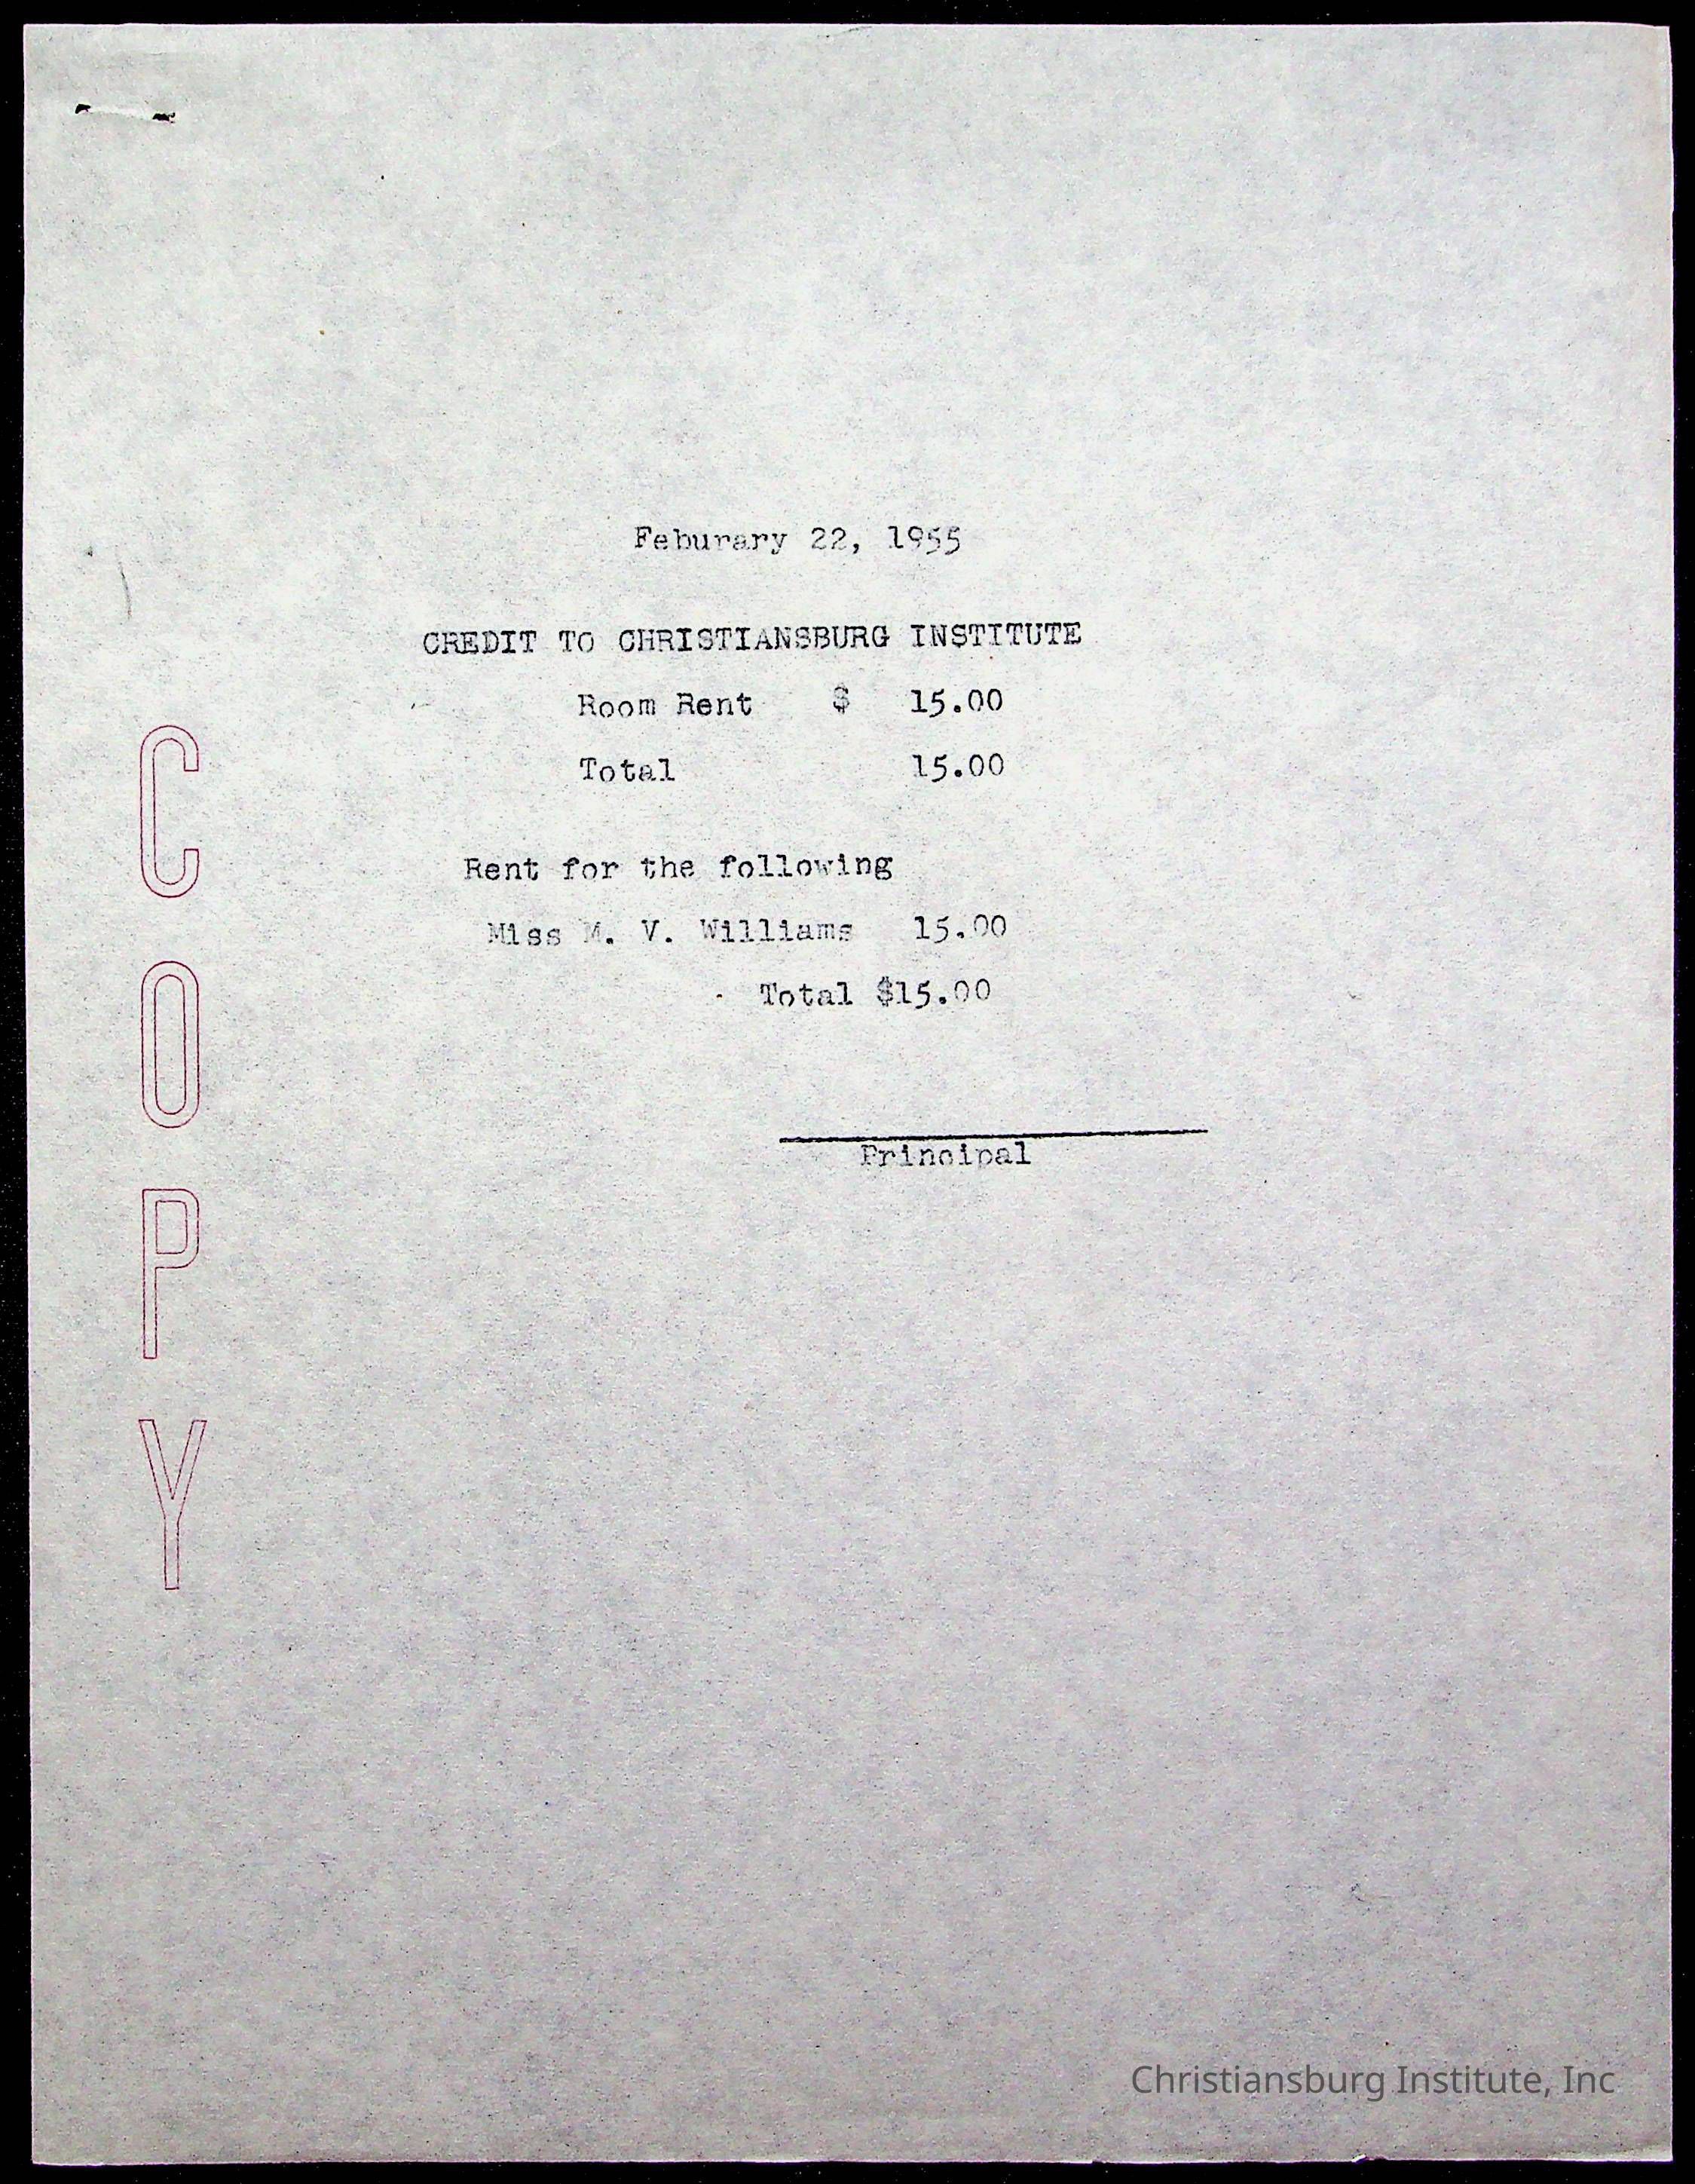 Feburary 22, 1955
CREDIT TO CHRISTIANSBURG INSTITUTE
Room Rent $ 15.00
Total 15.00
Rent for the following
Miss M. V. Williams 15.00
Total $15.00
Principal
COPY
Christiansburg Institute, Inc